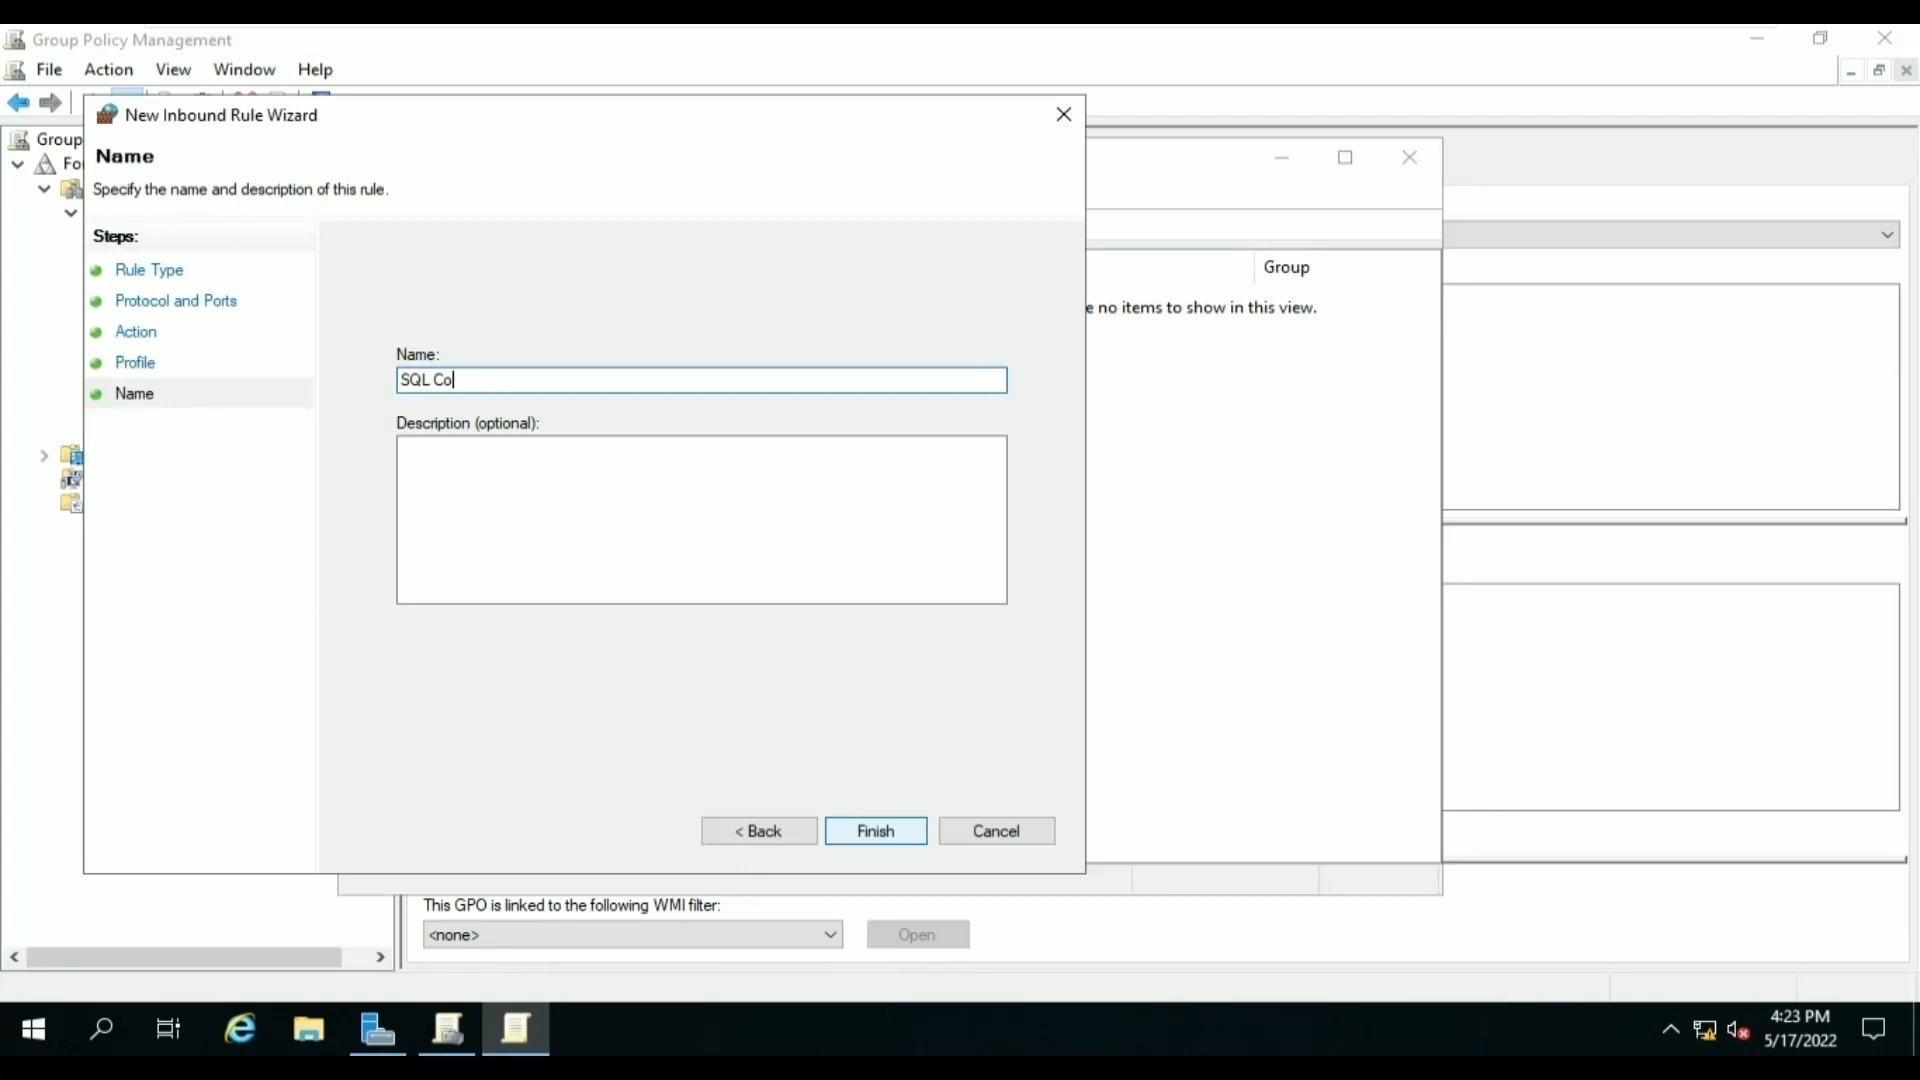 Group Policy Management
File Action View Window Help
New Inbound Rule Wizard
Group
Name
Fo
Specify the name and description of this rule.
Steps:
Rule Type
Protocol and Ports
Action
Profile
Name
Name:
SQL Co
Description (optional):
Group
e no items to show in this view.
< Back Finish Cancel
This GPO is linked to the following WMI filter:
<none> Open
4:23 PM
5/17/2022